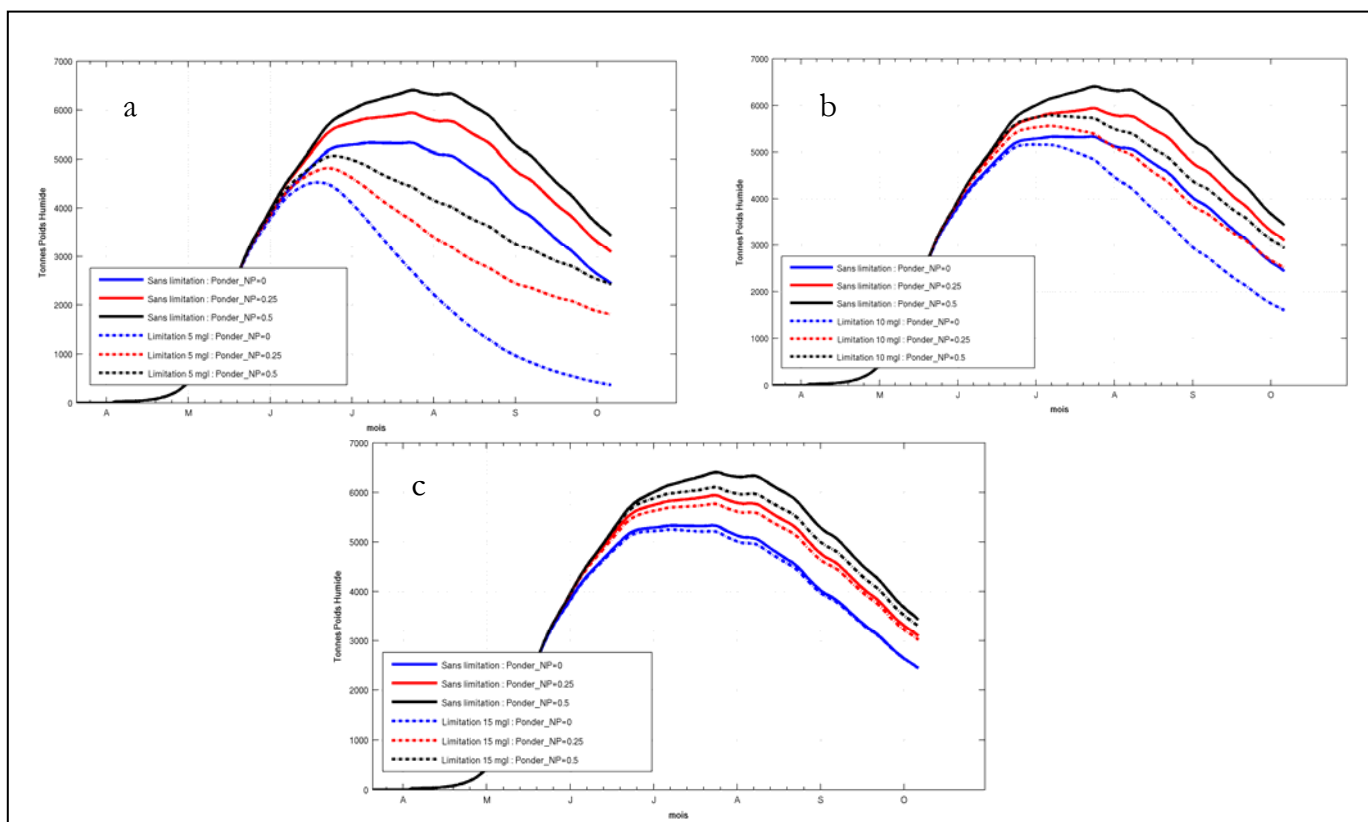 a
7000
6000
5000
4000
3000
2000
1000
0
Tonnes Poids Humide
Sans limitation : Ponder_NP=0
Sans limitation : Ponder_NP=0.25
Sans limitation : Ponder_NP=0.5
Limitation 5 mgl : Ponder_NP=0
Limitation 5 mgl : Ponder_NP=0.25
Limitation 5 mgl : Ponder_NP=0.5
A M J J A S O
mois
b
7000
6000
5000
4000
3000
2000
1000
0
Tonnes Poids Humide
Sans limitation : Ponder_NP=0
Sans limitation : Ponder_NP=0.25
Sans limitation : Ponder_NP=0.5
Limitation 10 mgl : Ponder_NP=0
Limitation 10 mgl : Ponder_NP=0.25
Limitation 10 mgl : Ponder_NP=0.5
A M J J A S O
mois
c
7000
6000
5000
4000
3000
2000
1000
0
Tonnes Poids Humide
Sans limitation : Ponder_NP=0
Sans limitation : Ponder_NP=0.25
Sans limitation : Ponder_NP=0.5
Limitation 15 mgl : Ponder_NP=0
Limitation 15 mgl : Ponder_NP=0.25
Limitation 15 mgl : Ponder_NP=0.5
A M J J A S O
mois